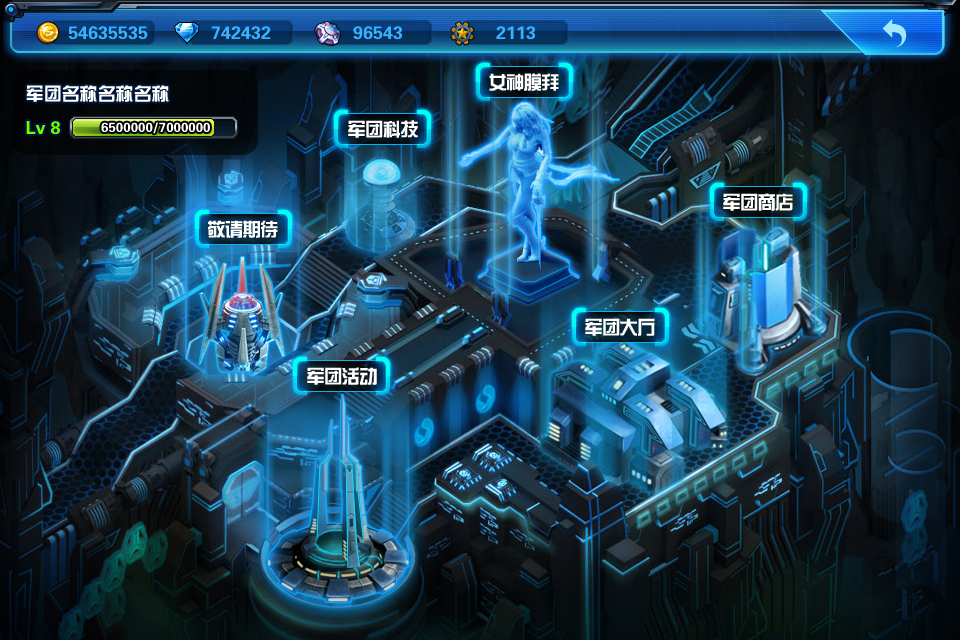 54635535 742432 96543 2113
军团名称名称名称
Lv 8 6500000/7000000
女神膜拜
军团科技
军团商店
敬请期待
军团大厅
军团活动